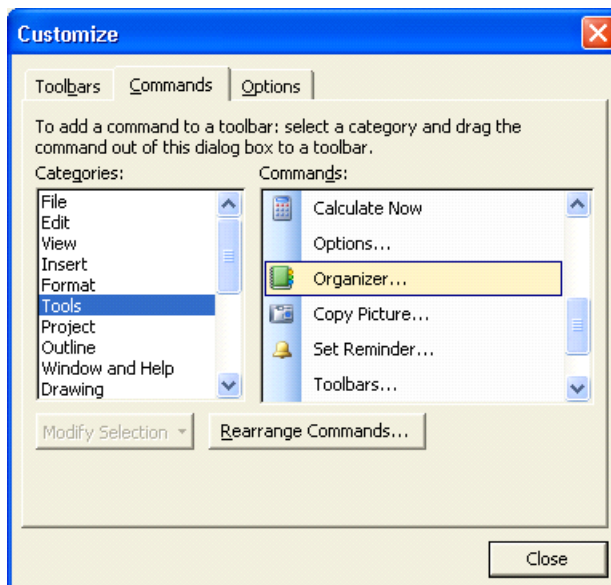 Customize
Toolbars Commands Options
To add a command to a toolbar: select a category and drag the
command out of this dialog box to a toolbar.
Categories:
File
Edit
View
Insert
Format
Tools
Project
Outline
Window and Help
Drawing
Commands:
Calculate Now
Options...
Organizer...
Copy Picture...
Set Reminder...
Toolbars...
Modify Selection
Rearrange Commands...
Close